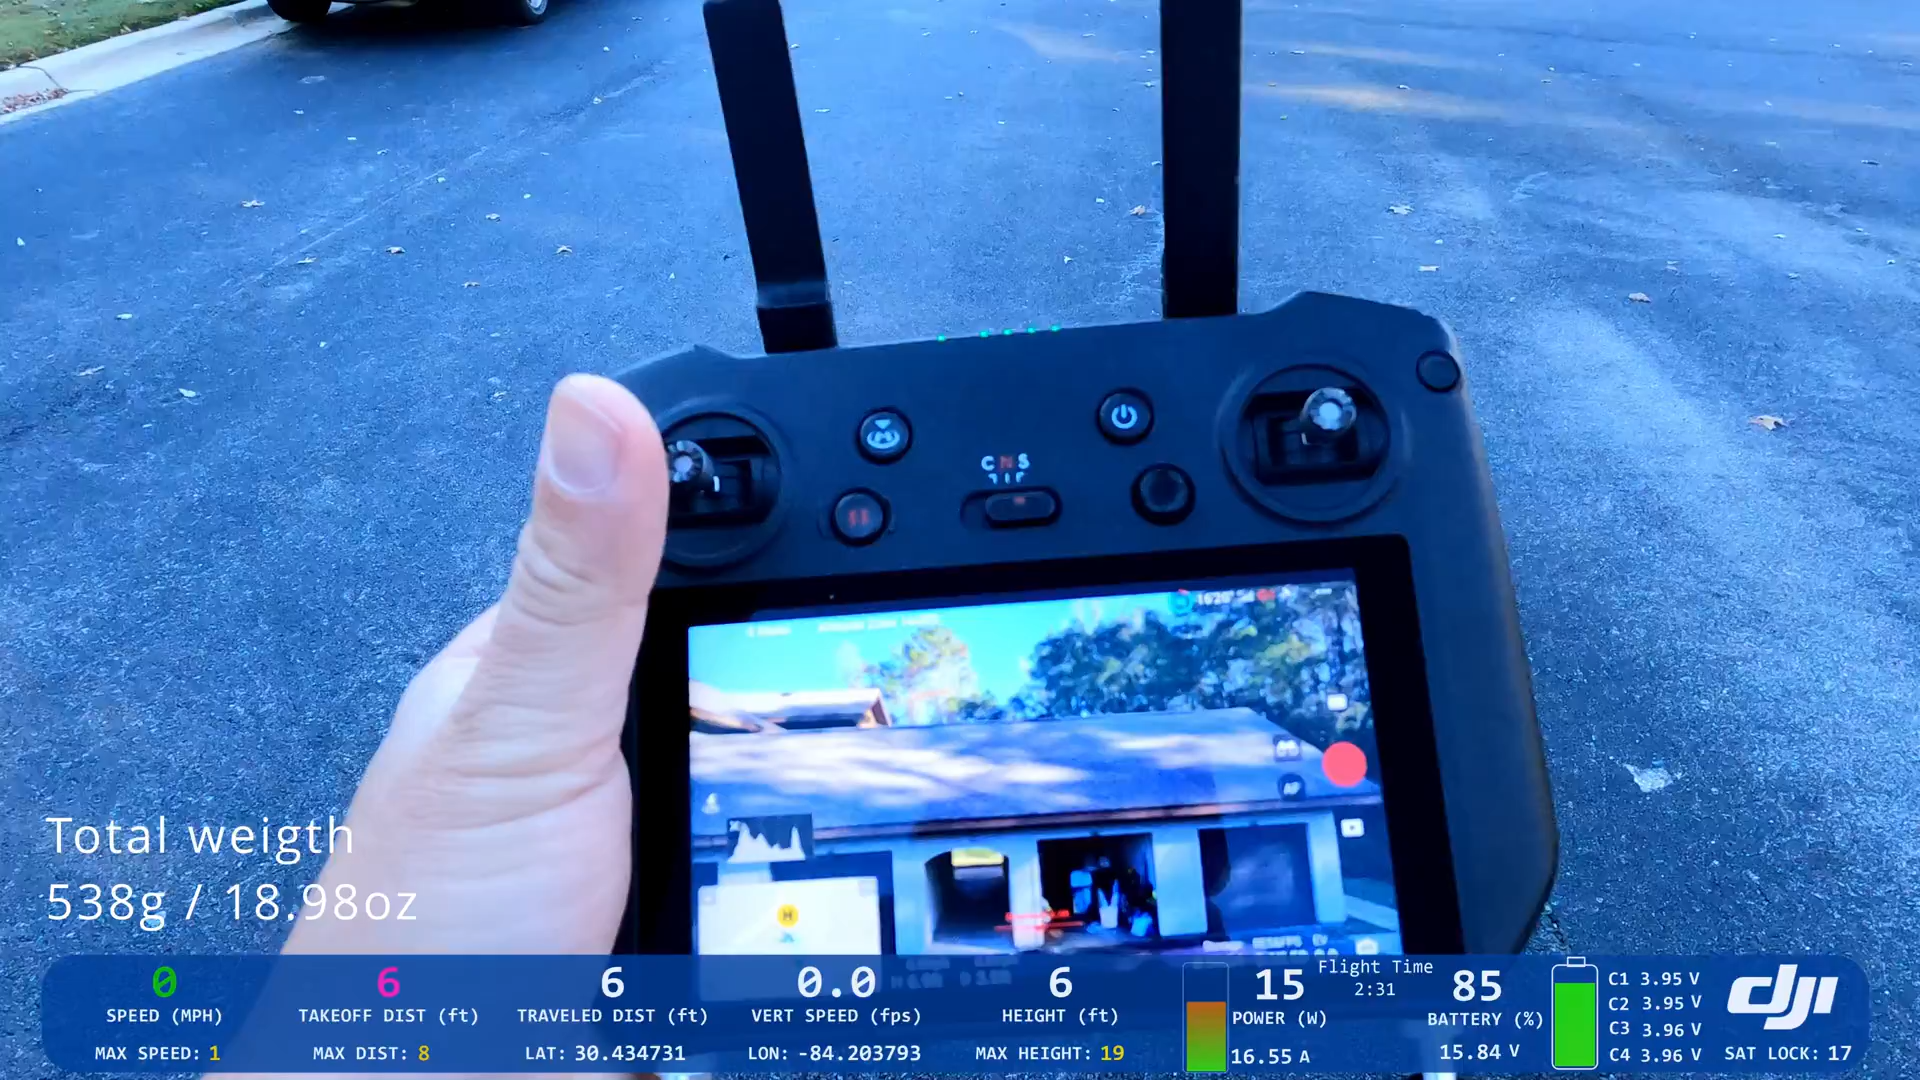 C N S
H
Total weigth
538g / 18.98oz
0 6 6 0.0 6 15 Flight Time 85 C1 3.95 V
2:31 C2 3.95 V
SPEED (MPH) TAKEOFF DIST (ft) TRAVELED DIST (ft) VERT SPEED (fps) HEIGHT (ft) POWER (W) BATTERY (%) C3 3.96 V
MAX SPEED: 1 MAX DIST: 8 LAT: 30.434731 LON: -84.203793 MAX HEIGHT: 19 16.55 A 15.84 V C4 3.96 V
dji
SAT LOCK: 17